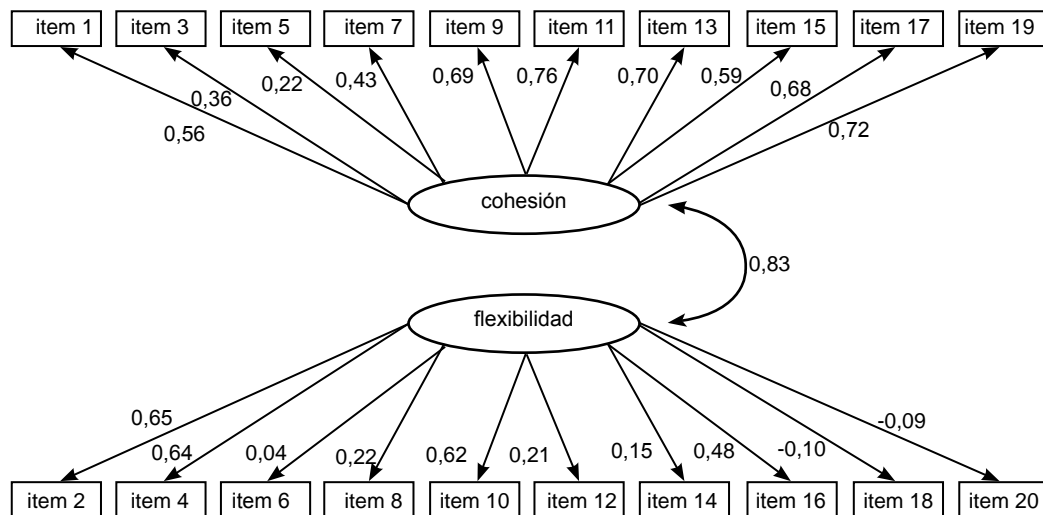 item 1 item 3 item 5 item 7 item 9 item 11 item 13 item 15 item 17 item 19
0,56 0,36 0,22 0,43 0,69 0,76 0,70 0,59 0,68 0,72
cohesión
0,83
flexibilidad
0,65 0,64 0,04 0,22 0,62 0,21 0,15 0,48 -0,10 -0,09
item 2 item 4 item 6 item 8 item 10 item 12 item 14 item 16 item 18 item 20